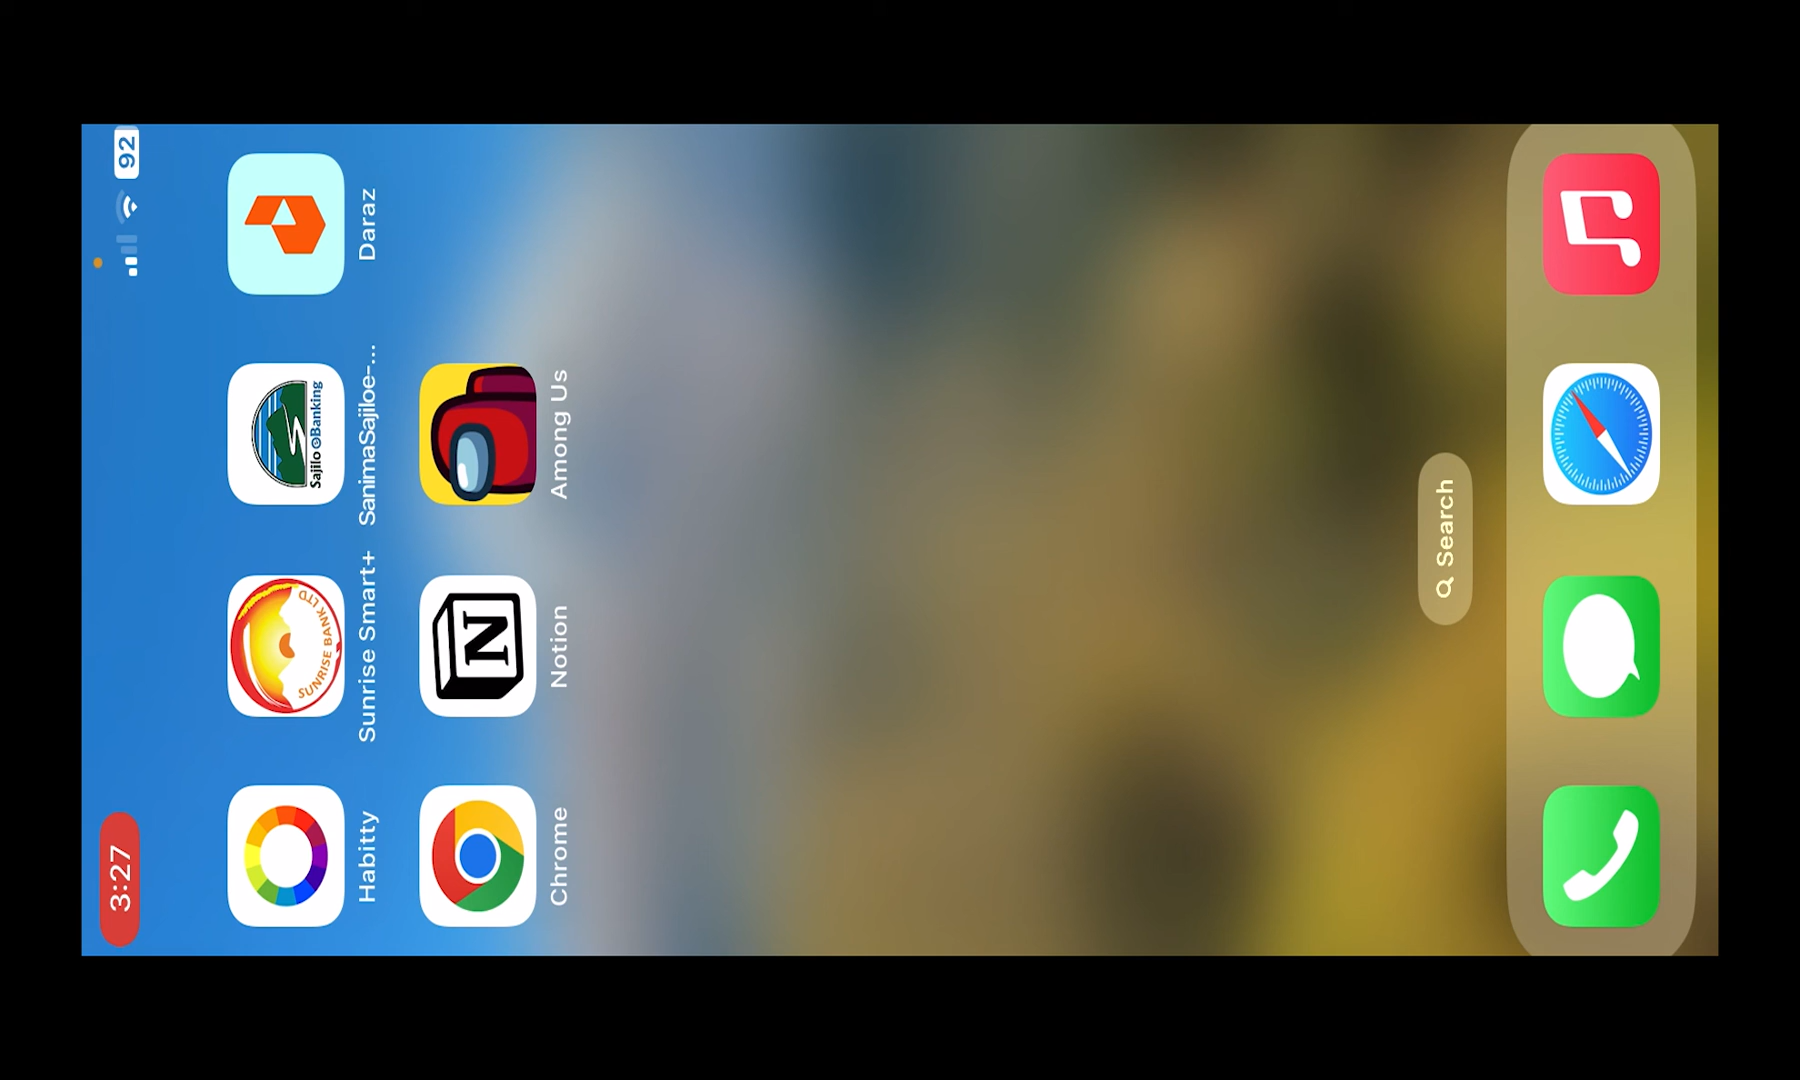 3:27
92
Habitty
SUNRISE BANK LTD
Sunrise Smart+
Sajilo eBanking
SanimaSajiloe-...
Daraz
Chrome
N
Notion
Among Us
Search